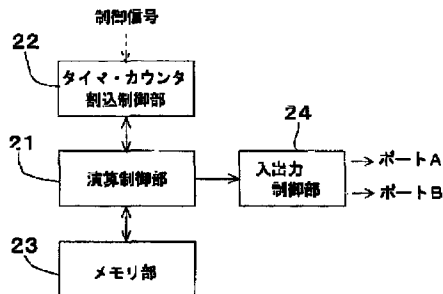 制御信号
22
タイマ・カウンタ
割込制御部
24
21
演算制御部
入出力
制御部
ポートA
ポートB
23
メモリ部